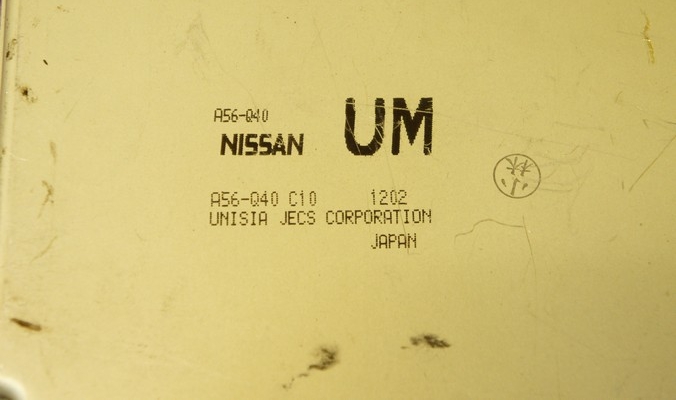 A56-Q40
NISSAN UM
A56-Q40 C10 1202
UNISIA JECS CORPORATION
JAPAN